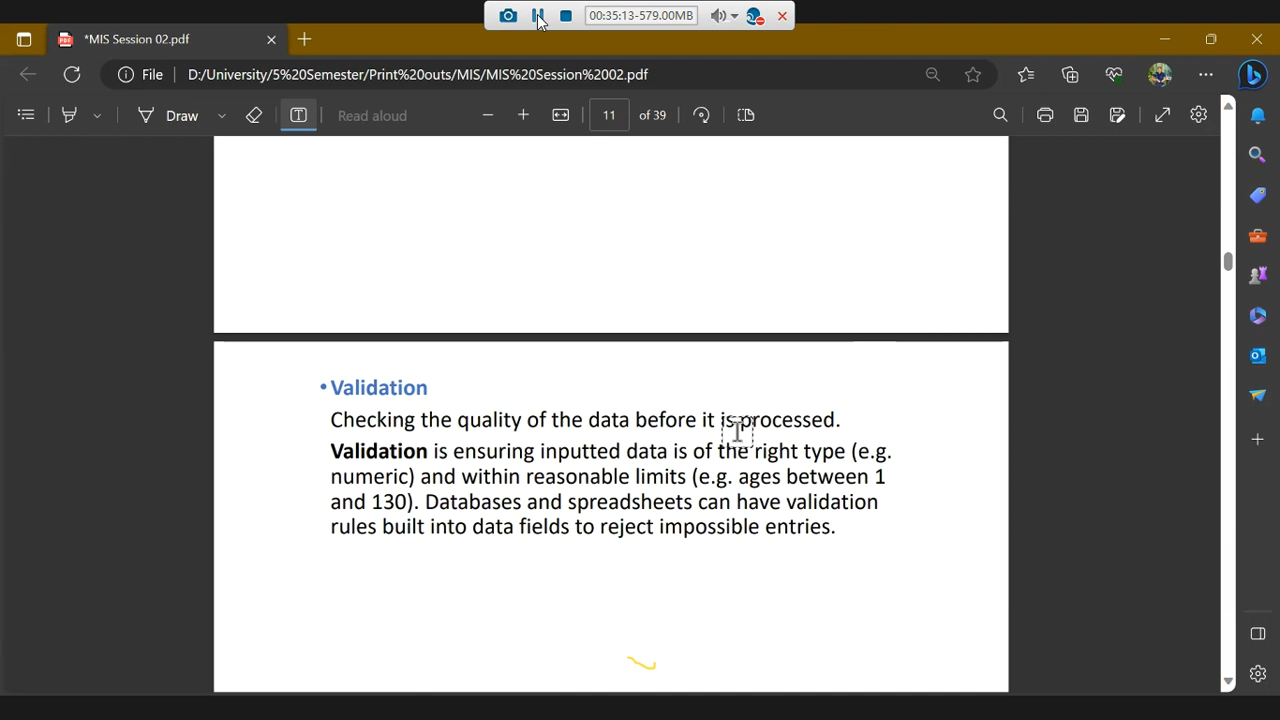 00:35:13-579.00MB
*MIS Session 02.pdf
File
D:/University/5%20Semester/Print%20outs/MIS/MIS%20Session%2002.pdf
Draw
Read aloud
11
of 39
• Validation
Checking the quality of the data before it is processed.
Validation is ensuring inputted data is of the right type (e.g.
numeric) and within reasonable limits (e.g. ages between 1
and 130). Databases and spreadsheets can have validation
rules built into data fields to reject impossible entries.